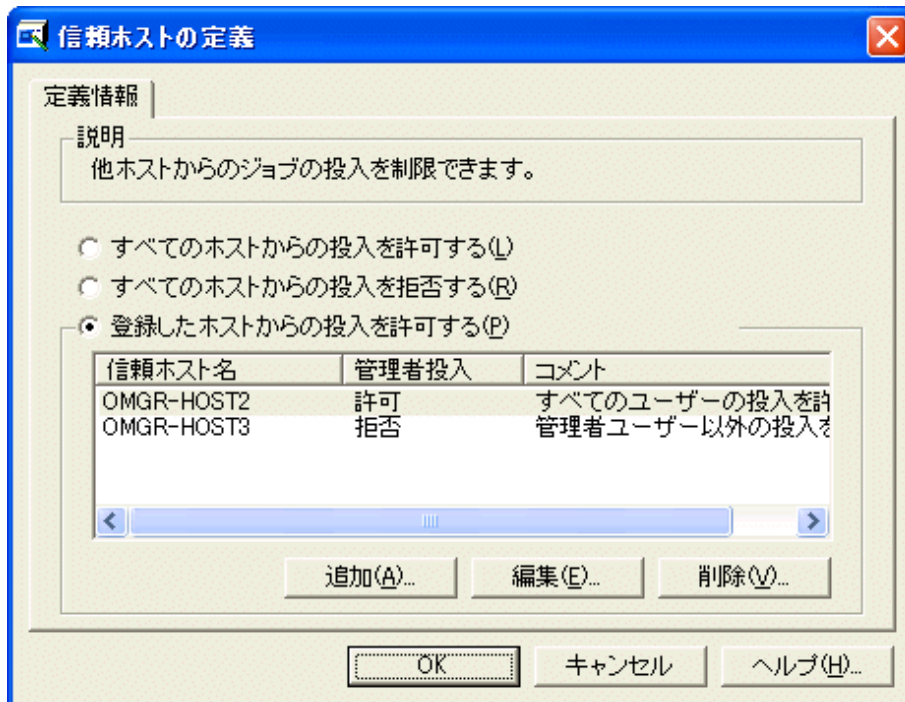 信頼ホストの定義
定義情報
説明
他ホストからのジョブの投入を制限できます。
すべてのホストからの投入を許可する(L)
すべてのホストからの投入を拒否する(R)
登録したホストからの投入を許可する(P)
信頼ホスト名 管理者投入 コメント
OMGR-HOST2 許可 すべてのユーザーの投入を許
OMGR-HOST3 拒否 管理者ユーザー以外の投入を
追加(A)... 編集(E)... 削除(V)...
OK キャンセル ヘルプ(H)...